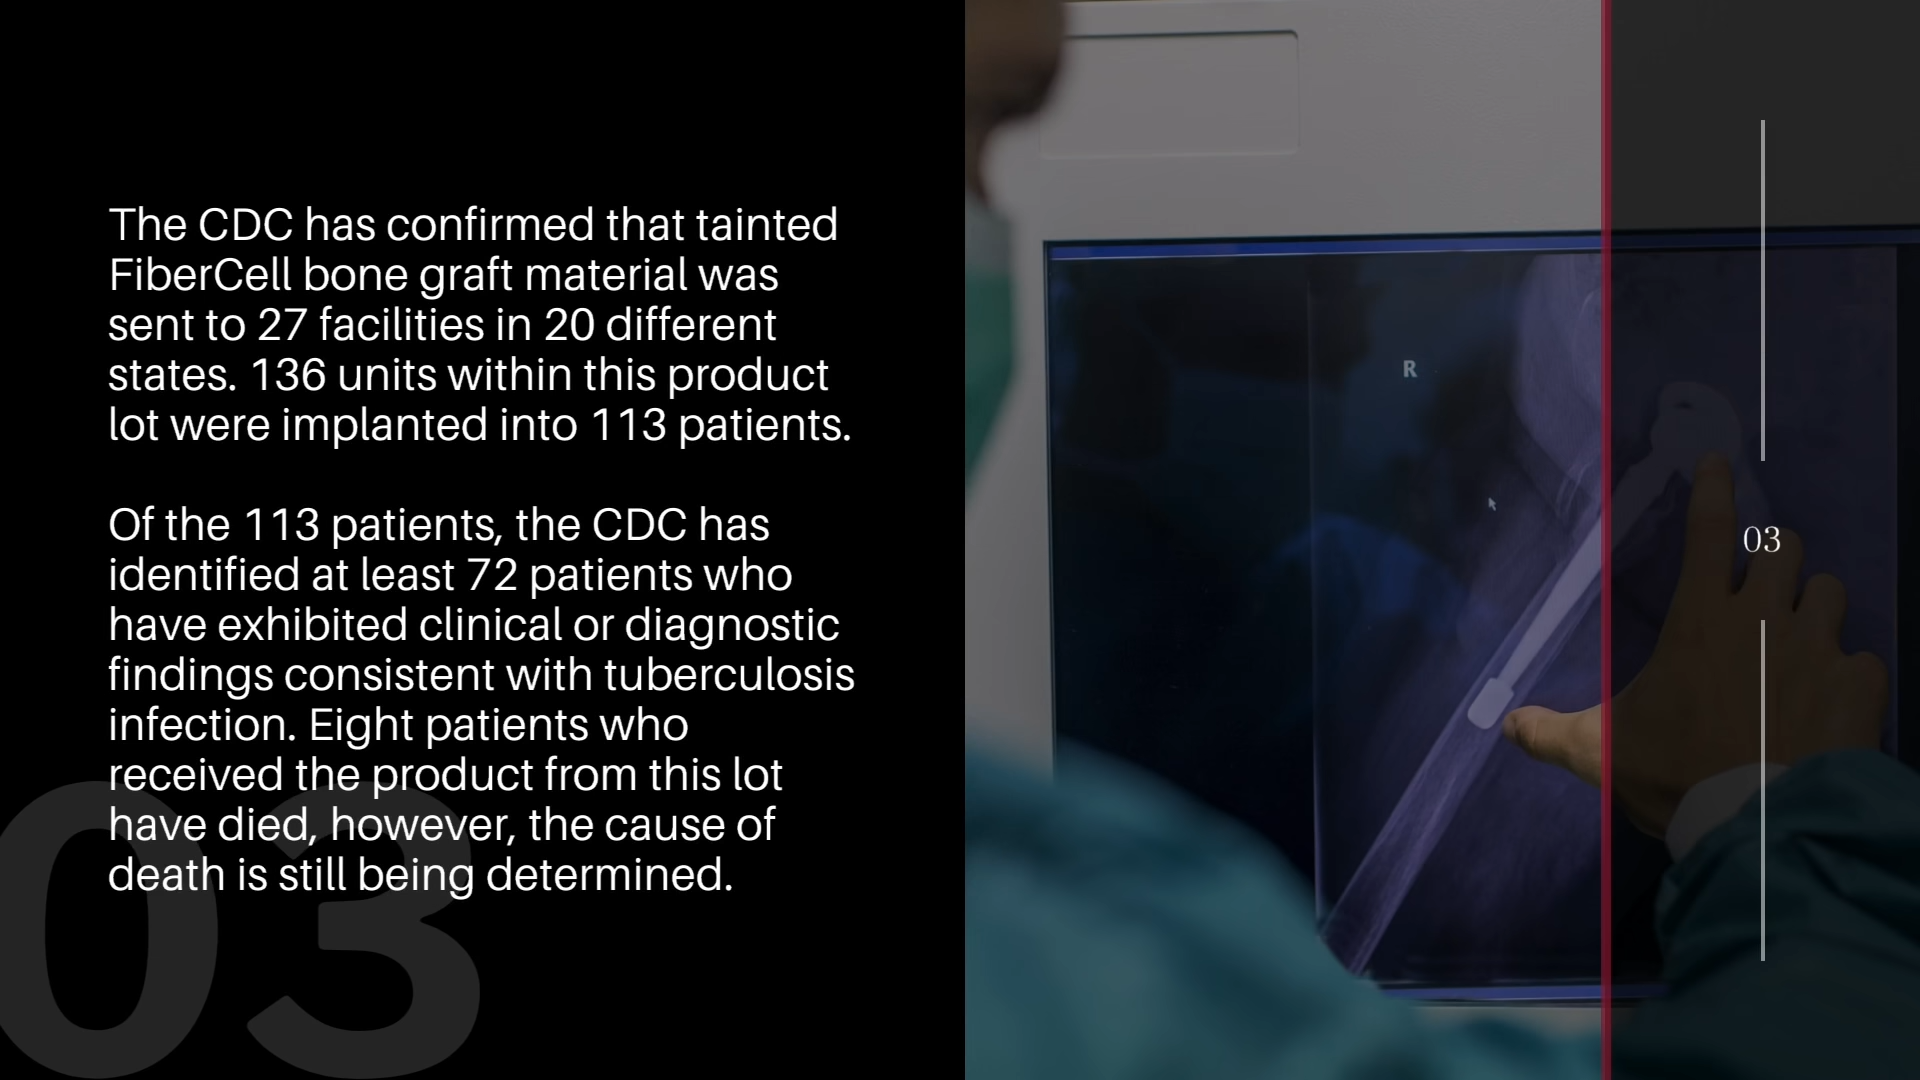 The CDC has confirmed that tainted
FiberCell bone graft material was
sent to 27 facilities in 20 different
states. 136 units within this product
lot were implanted into 113 patients.
Of the 113 patients, the CDC has
identified at least 72 patients who
have exhibited clinical or diagnostic
findings consistent with tuberculosis
infection. Eight patients who
received the product from this lot
have died, however, the cause of
death is still being determined.
03
R
03